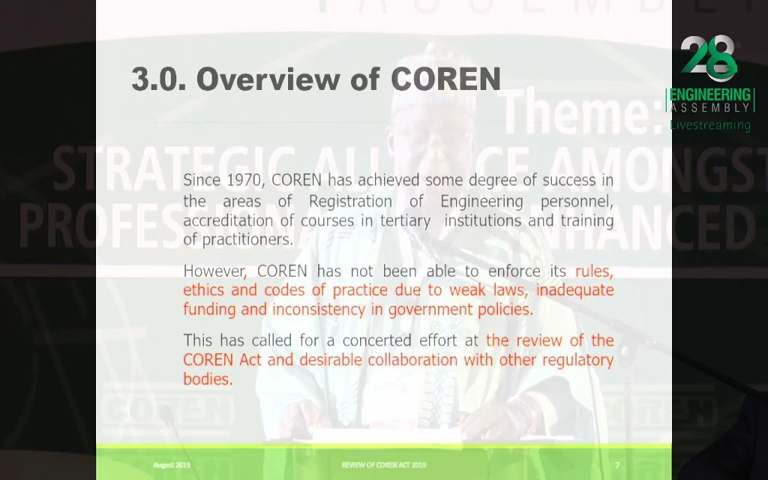 3.0. Overview of COREN
28
ENGINEERING
ASSEMBLY
Livestreaming
Theme:
Since 1970, COREN has achieved some degree of success in
the areas of Registration of Engineering personnel,
accreditation of courses in tertiary institutions and training
of practitioners.
However, COREN has not been able to enforce its rules,
ethics and codes of practice due to weak laws, inadequate
funding and inconsistency in government policies.
This has called for a concerted effort at the review of the
COREN Act and desirable collaboration with other regulatory
bodies.
STRATEGIC AMONGST
ENHANCED
COREN
August 2019 REVIEW OF COREN ACT 2019 7